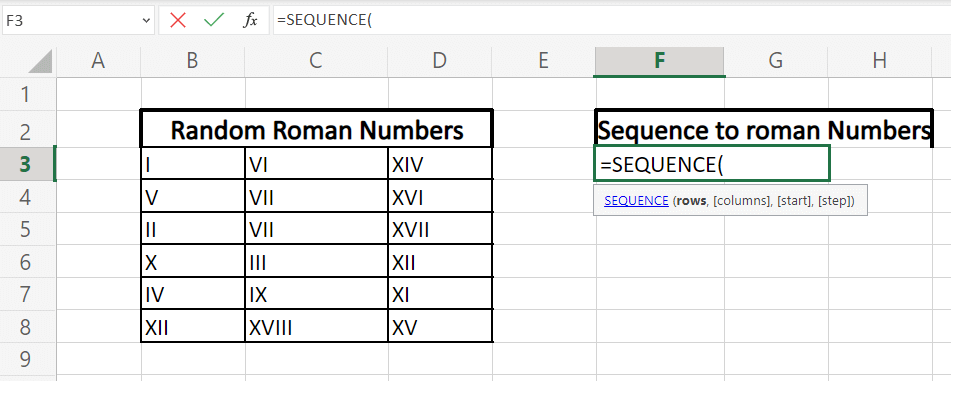 F3 fx =SEQUENCE(
A B C D E F G H
1
2 Random Roman Numbers Sequence to roman Numbers
3 I VI XIV =SEQUENCE(
4 V VII XVI SEQUENCE (rows, [columns], [start], [step])
5 II VII XVII
6 X III XII
7 IV IX XI
8 XII XVIII XV
9